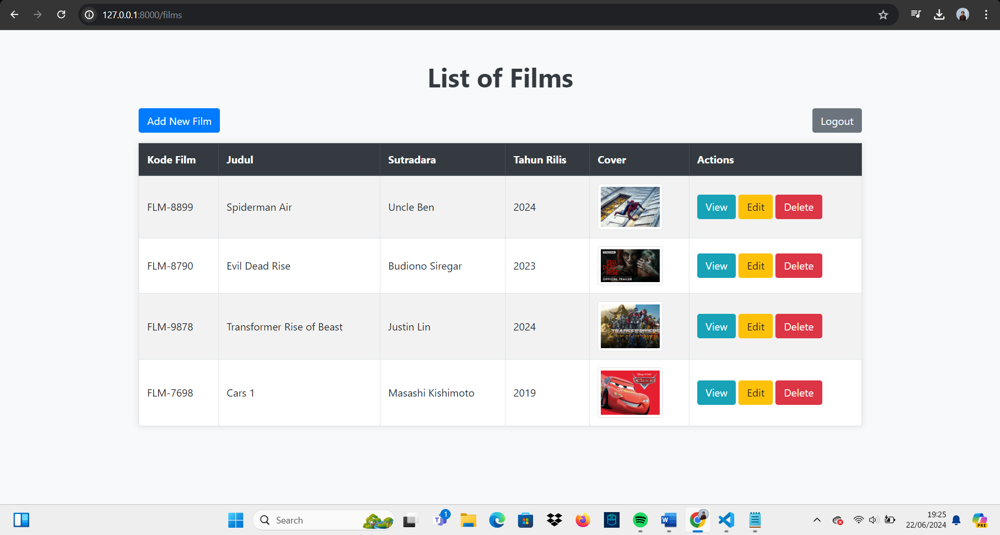 127.0.0.1:8000/films
List of Films
Add New Film
Logout
Kode Film Judul Sutradara Tahun Rilis Cover Actions
FLM-8899 Spiderman Air Uncle Ben 2024 View Edit Delete
FLM-8790 Evil Dead Rise Budiono Siregar 2023 View Edit Delete
EVIL
DEAD
RISE
OFFICIAL TRAILER
FLM-9878 Transformer Rise of Beast Justin Lin 2024 View Edit Delete
TRANSFORMERS
FLM-7698 Cars 1 Masashi Kishimoto 2019 View Edit Delete
Cars
Search
1
19:25
22/06/2024
PRE